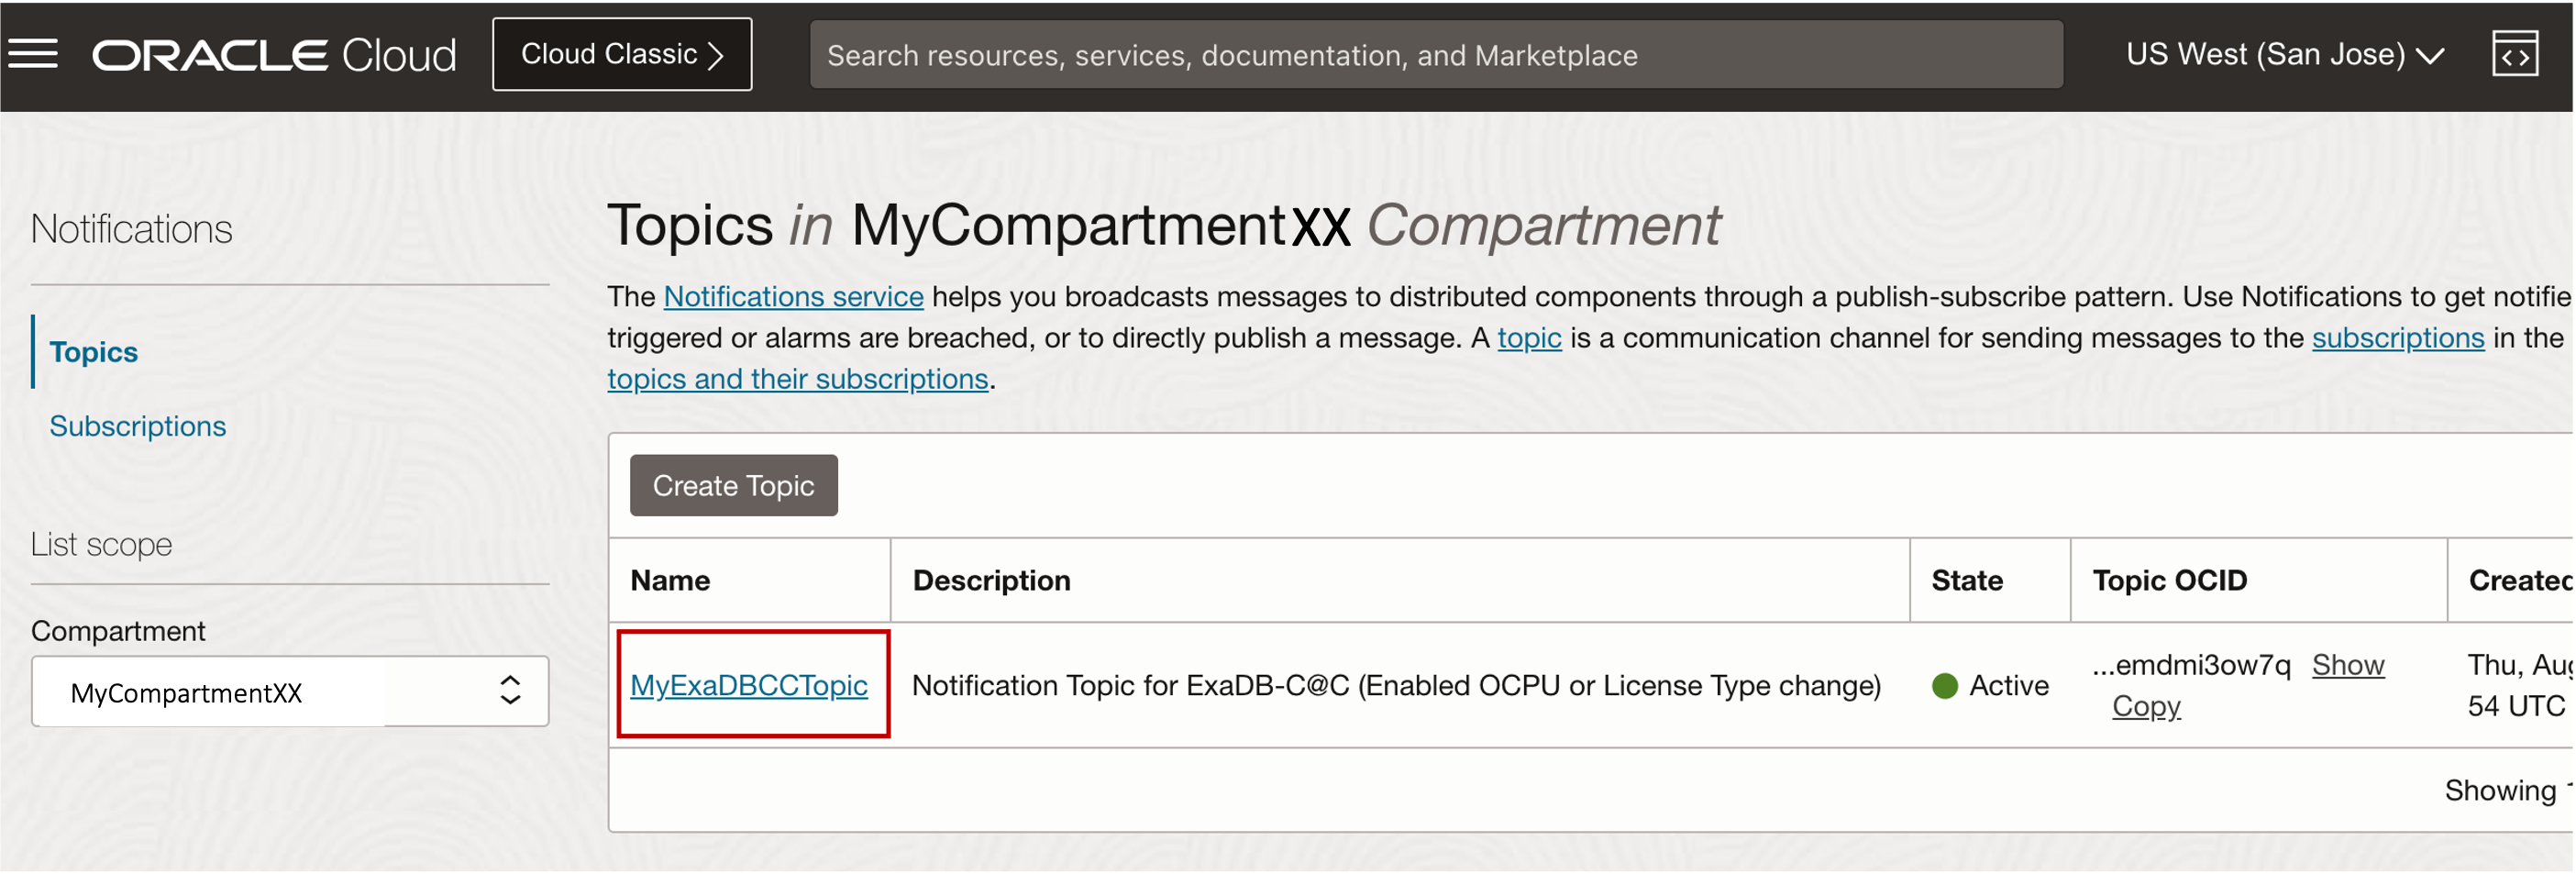 ORACLE Cloud
Cloud Classic
Search resources, services, documentation, and Marketplace
US West (San Jose)
Notifications
Topics
Subscriptions
List scope
Compartment
MyCompartmentXX
Topics in MyCompartmentXX Compartment
The Notifications service helps you broadcasts messages to distributed components through a publish-subscribe pattern. Use Notifications to get notifie
triggered or alarms are breached, or to directly publish a message. A topic is a communication channel for sending messages to the subscriptions in the
topics and their subscriptions.
Create Topic
Name Description State Topic OCID Created
MyExaDBCCTopic Notification Topic for ExaDB-C@C (Enabled OCPU or License Type change) Active ...emdmi3ow7q Show Thu, Aug
Copy 54 UTC
Showing